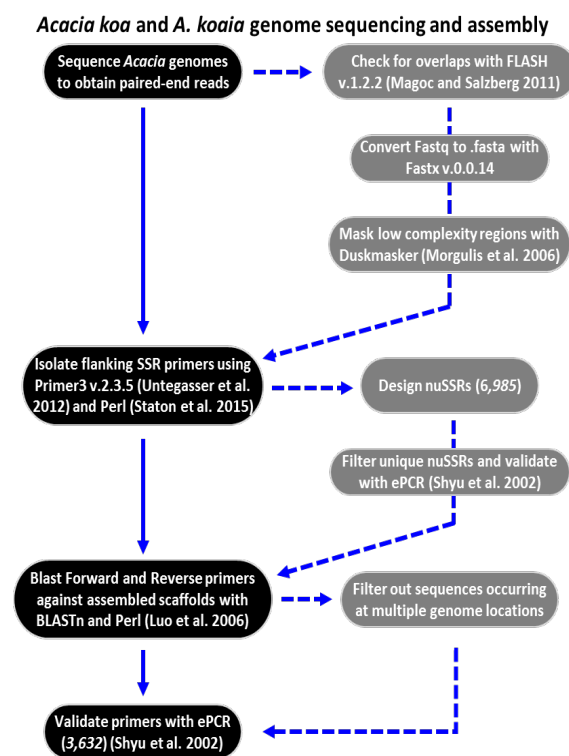 Acacia koa and A. koaia genome sequencing and assembly
Sequence Acacia genomes
to obtain paired-end reads
Check for overlaps with FLASH
v.1.2.2 (Magoc and Salzberg 2011)
Convert Fastq to .fasta with
Fastx v.0.0.14
Mask low complexity regions with
Duskmasker (Morgulis et al. 2006)
Isolate flanking SSR primers using
Primer3 v.2.3.5 (Untegasser et al.
2012) and Perl (Staton et al. 2015)
Design nuSSRs (6,985)
Filter unique nuSSRs and validate
with ePCR (Shyu et al. 2002)
Blast Forward and Reverse primers
against assembled scaffolds with
BLASTn and Perl (Luo et al. 2006)
Filter out sequences occurring
at multiple genome locations
Validate primers with ePCR
(3,632) (Shyu et al. 2002)